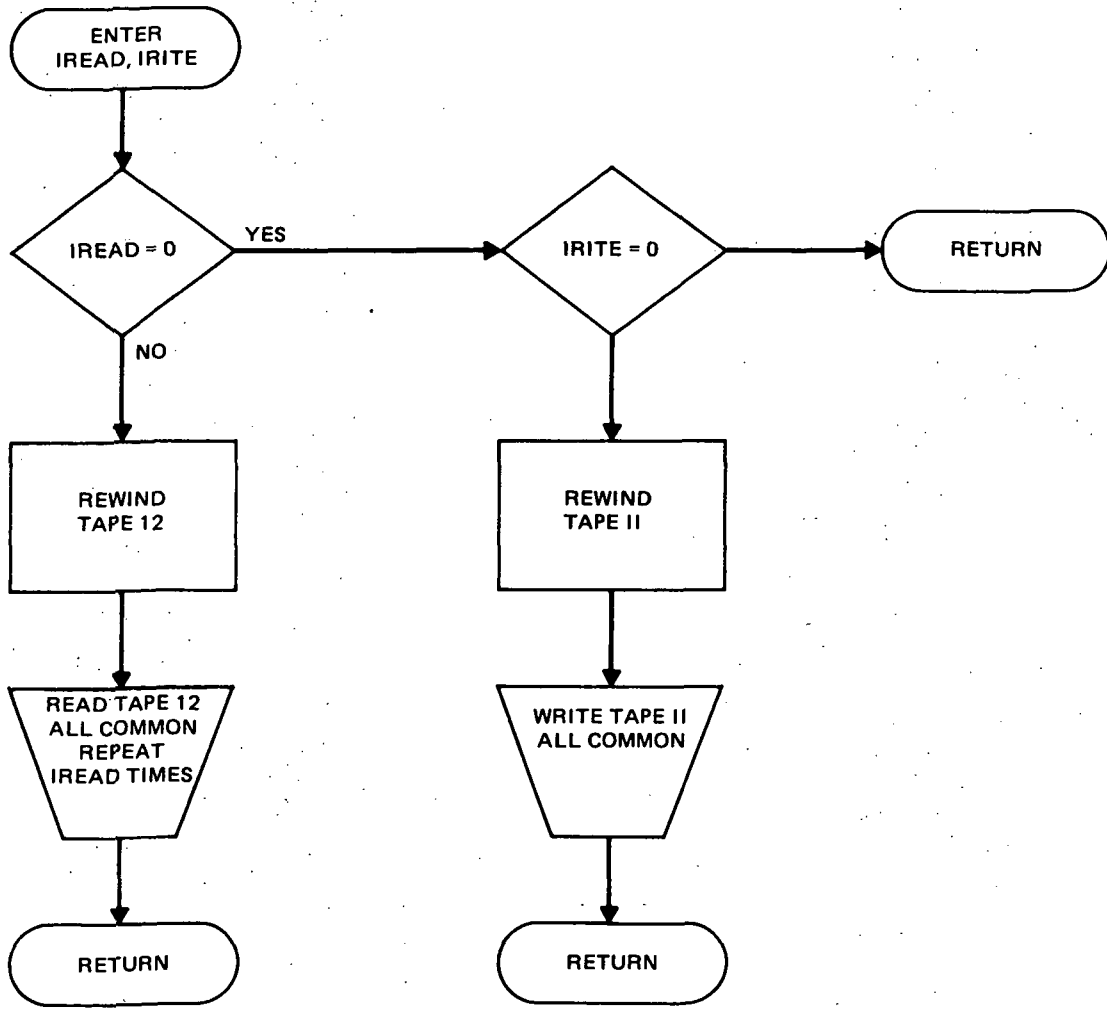 ENTER
IREAD, IRITE
IREAD = 0
YES
IRITE = 0
RETURN
NO
REWIND
TAPE 12
REWIND
TAPE II
READ TAPE 12
ALL COMMON
REPEAT
IREAD TIMES
WRITE TAPE II
ALL COMMON
RETURN
RETURN